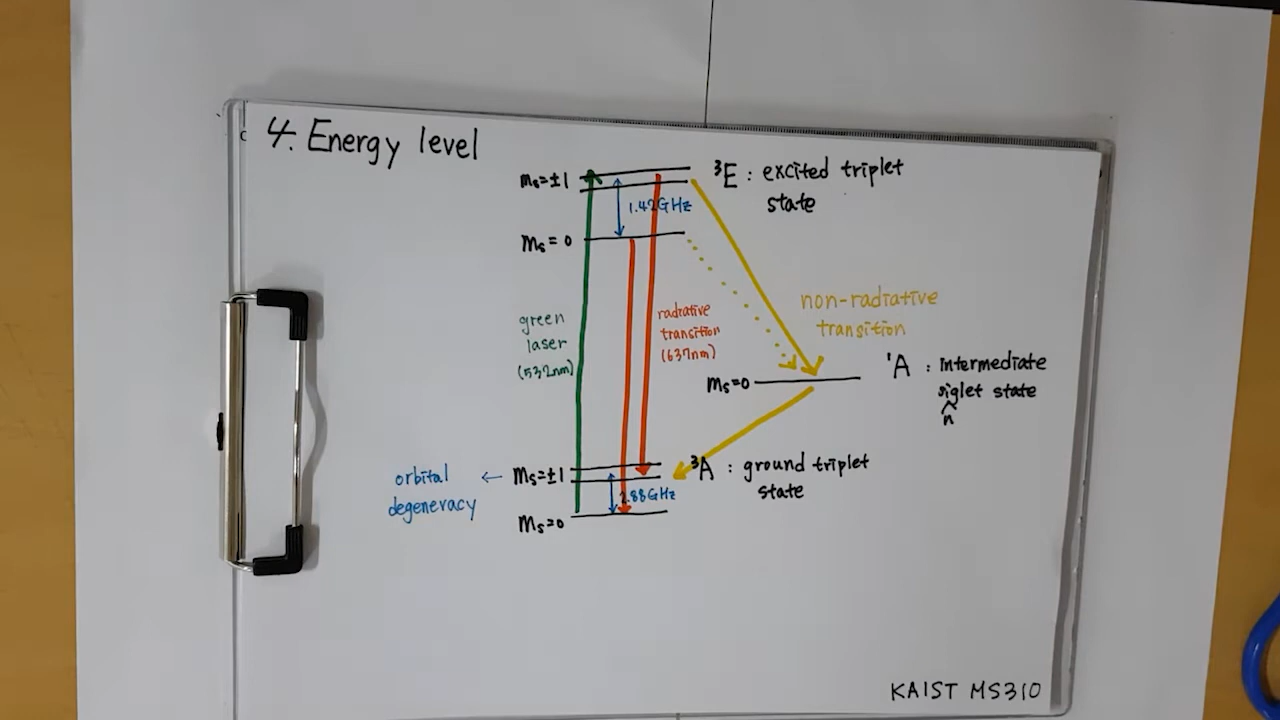 4. Energy level
ms=±1
³E : excited triplet
state
1.42GHz
ms=0
green
laser
(532nm)
radiative
transition
(637nm)
non-radiative
transition
ms=0
¹A : intermediate
siglet state
n
orbital
degeneracy
← ms=±1
³A : ground triplet
state
2.88GHz
ms=0
KAIST MS310